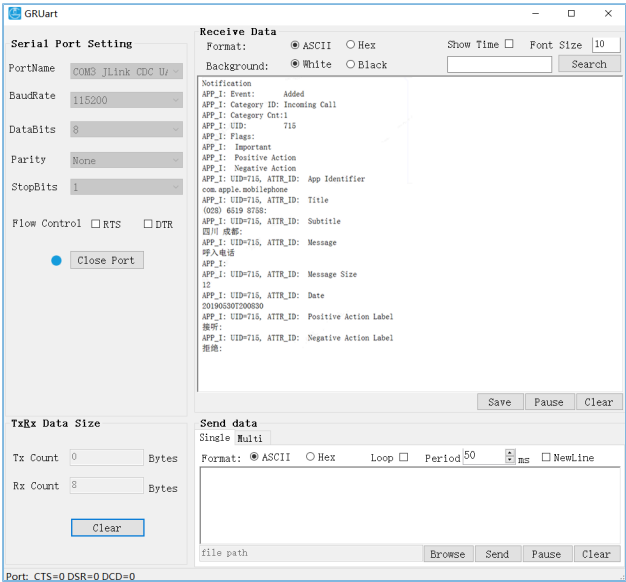 GRUart
Serial Port Setting
PortName COM3 JLink CDC UA
BaudRate 115200
DataBits 8
Parity None
StopBits 1
Flow Control RTS DTR
Close Port
Receive Data
Format: ASCII Hex Show Time Font Size 10
Background: White Black Search
Notification
APP_I: Event: Added
APP_I: Category ID: Incoming Call
APP_I: Category Cnt:1
APP_I: UID: 715
APP_I: Flags:
APP_I: Important
APP_I: Positive Action
APP_I: Negative Action
APP_I: UID=715, ATTR_ID: App Identifier
com.apple.mobilephone
APP_I: UID=715, ATTR_ID: Title
(028) 6519 8758:
APP_I: UID=715, ATTR_ID: Subtitle
四川 成都:
APP_I: UID=715, ATTR_ID: Message
呼入电话
APP_I:
APP_I: UID=715, ATTR_ID: Message Size
12
APP_I: UID=715, ATTR_ID: Date
20190530T200830
APP_I: UID=715, ATTR_ID: Positive Action Label
接听:
APP_I: UID=715, ATTR_ID: Negative Action Label
拒绝:
Save Pause Clear
TxRx Data Size
Tx Count 0 Bytes
Rx Count 8 Bytes
Clear
Send data
Single Multi
Format: ASCII Hex Loop Period 50 ms NewLine
file path Browse Send Pause Clear
Port: CTS=0 DSR=0 DCD=0